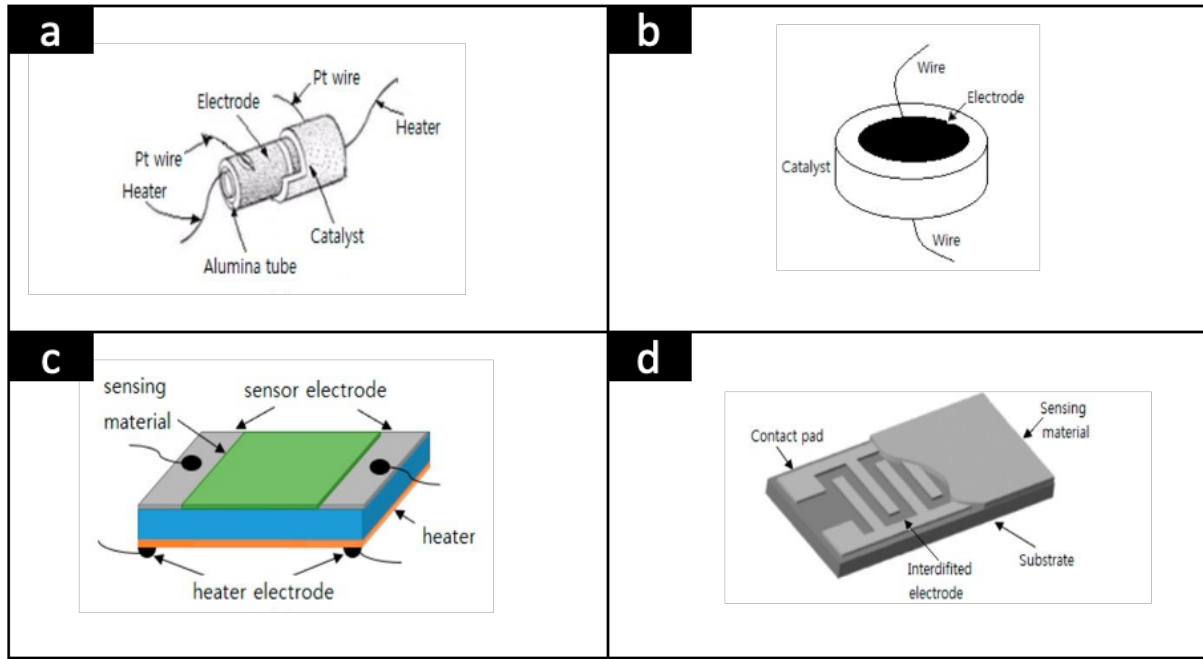 a
Pt wire
Electrode
Heater
Pt wire
Heater
Catalyst
Alumina tube
b
Wire
Electrode
Catalyst
Wire
c
sensing
material
sensor electrode
heater
heater electrode
d
Contact pad
Sensing
material
Substrate
Interdifited
electrode